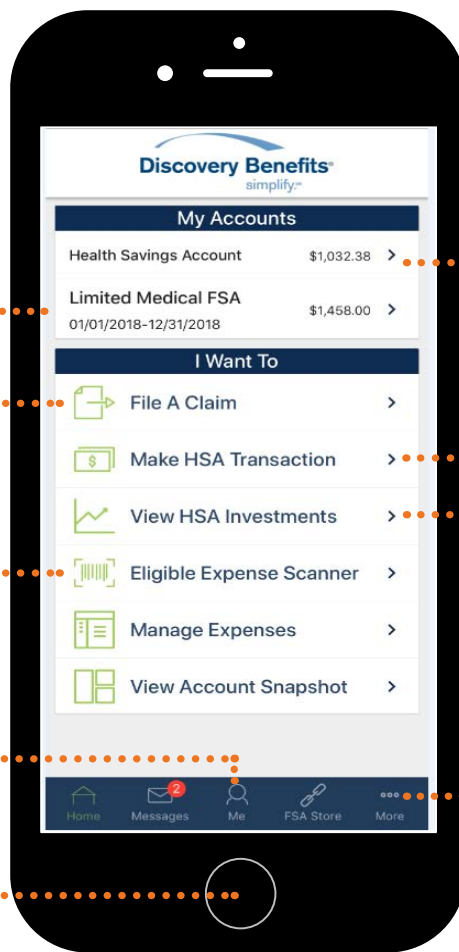 Discovery Benefits®
simplify.℠
My Accounts
Health Savings Account $1,032.38 >
Limited Medical FSA
01/01/2018-12/31/2018 $1,458.00 >
I Want To
File A Claim >
$ Make HSA Transaction >
View HSA Investments >
Eligible Expense Scanner >
Manage Expenses >
View Account Snapshot >
2
Home Messages Me FSA Store More